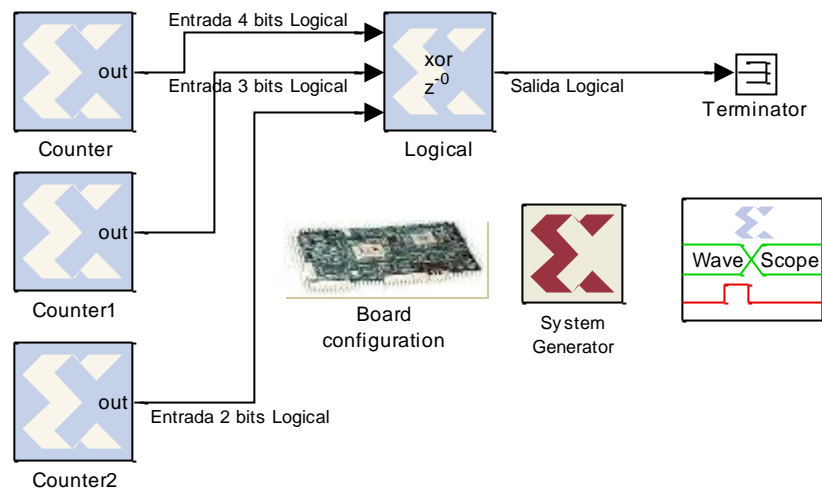 Entrada 4 bits Logical
out
Counter
Entrada 3 bits Logical
xor
z-0
Logical
Salida Logical
Terminator
out
Counter1
Board
configuration
System
Generator
Wave Scope
out
Entrada 2 bits Logical
Counter2